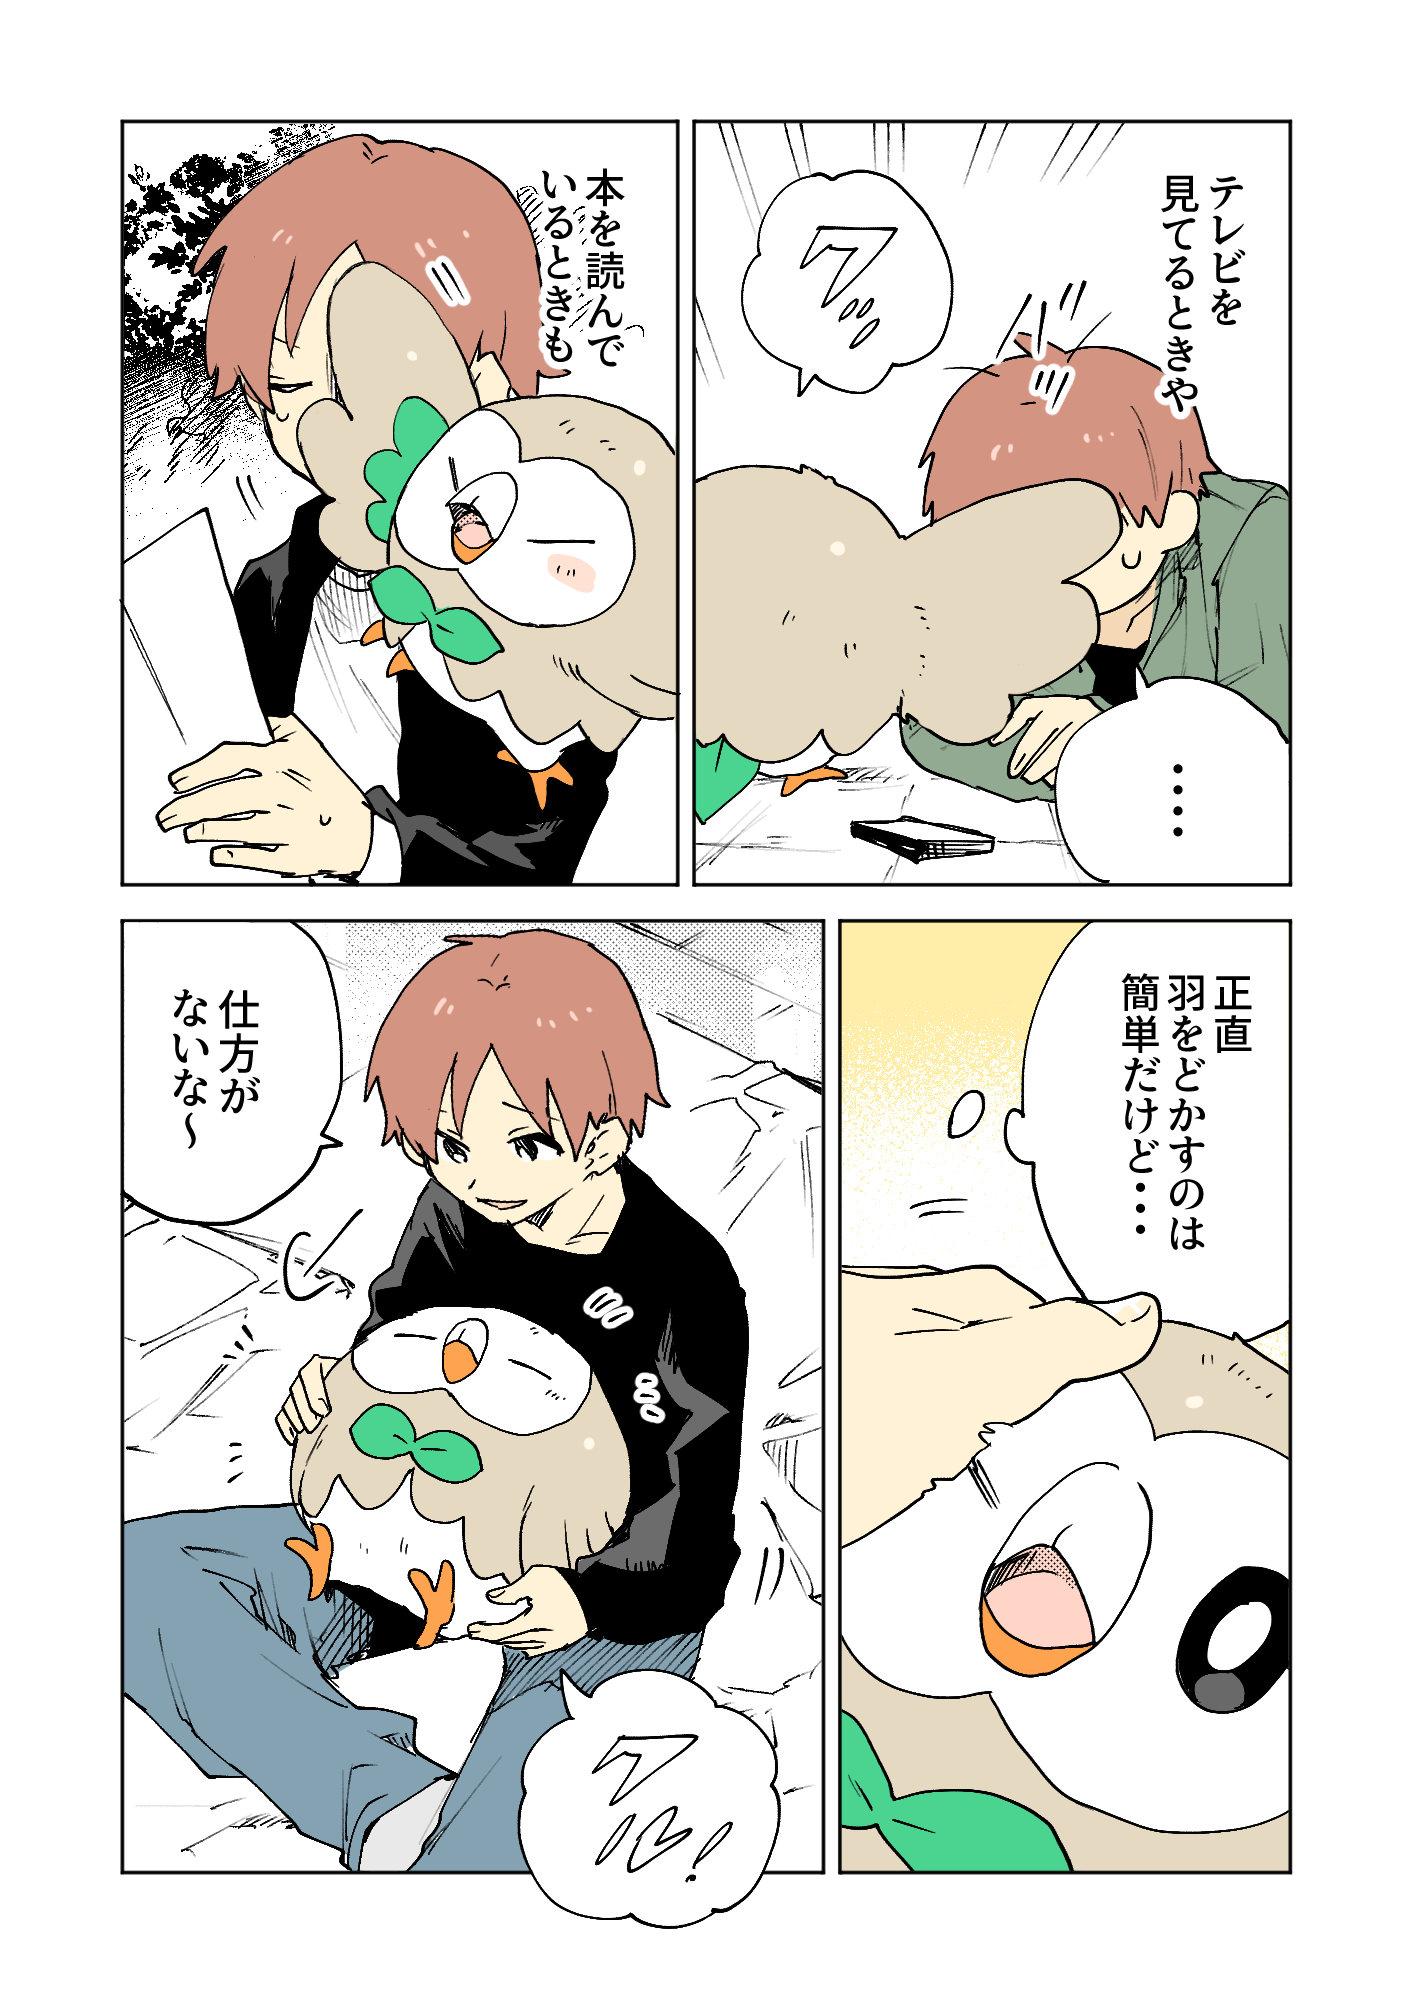 テレビを
見てるときや
クッ
....
本を読んで
いるときも
正直
羽をどかすのは
簡単だけど・・・
仕方が
ないな〜
クルル!